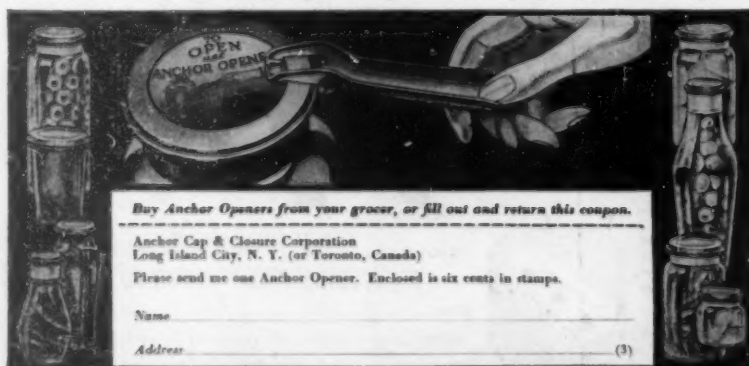 TO
OPEN
USE
ANCHOR OPENER
Buy Anchor Openers from your grocer, or fill out and return this coupon.
Anchor Cap & Closure Corporation
Long Island City, N. Y. (or Toronto, Canada)
Please send me one Anchor Opener. Enclosed is six cents in stamps.
Name
Address (3)